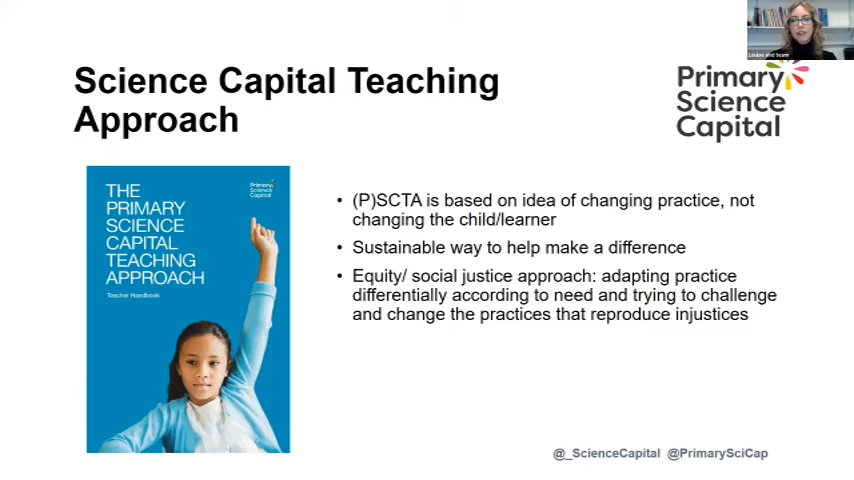 Louise and team
Science Capital Teaching
Approach
Primary
Science
Capital
THE
PRIMARY
SCIENCE
CAPITAL
TEACHING
APPROACH
Teacher Handbook
Primary
Science
Capital
• (P)SCTA is based on idea of changing practice, not
changing the child/learner
• Sustainable way to help make a difference
• Equity/ social justice approach: adapting practice
differentially according to need and trying to challenge
and change the practices that reproduce injustices
@_ScienceCapital @PrimarySciCap